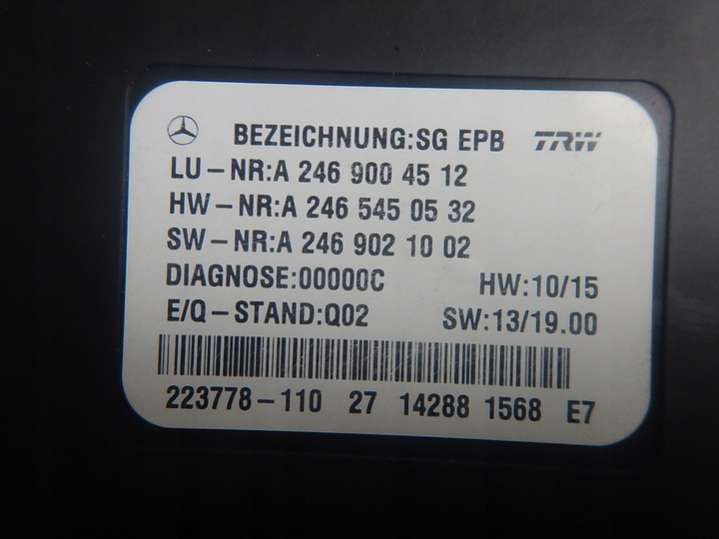 BEZEICHNUNG:SG EPB TRW
LU-NR:A 246 900 45 12
HW-NR:A 246 545 05 32
SW-NR:A 246 902 10 02
DIAGNOSE:00000C HW:10/15
E/Q-STAND:Q02 SW:13/19.00
223778-110 27 14288 1568 E7